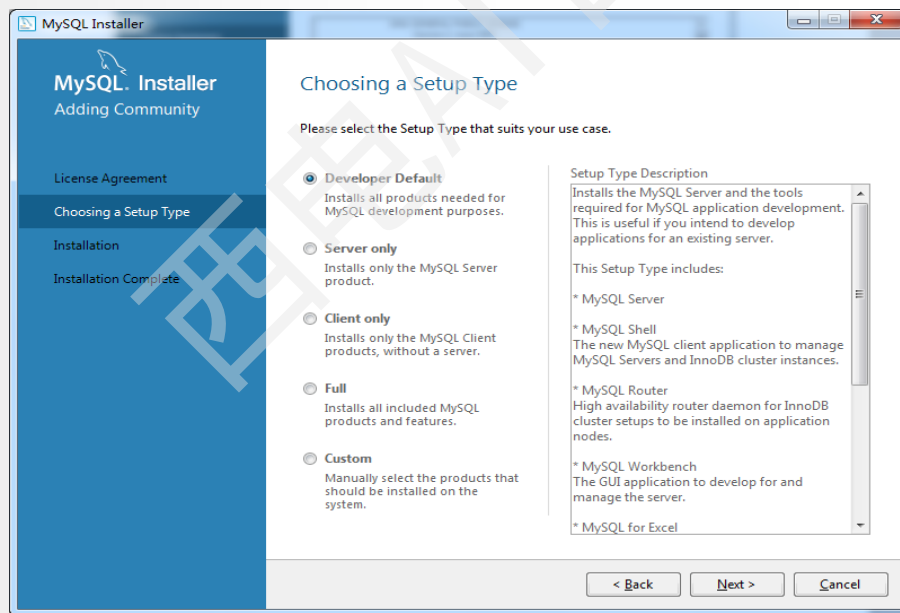 MySQL Installer
MySQL. Installer
Adding Community
License Agreement
Choosing a Setup Type
Installation
Installation Complete
Choosing a Setup Type
Please select the Setup Type that suits your use case.
Developer Default
Installs all products needed for
MySQL development purposes.
Server only
Installs only the MySQL Server
product.
Client only
Installs only the MySQL Client
products, without a server.
Full
Installs all included MySQL
products and features.
Custom
Manually select the products that
should be installed on the
system.
Setup Type Description
Installs the MySQL Server and the tools
required for MySQL application development.
This is useful if you intend to develop
applications for an existing server.
This Setup Type includes:
* MySQL Server
* MySQL Shell
The new MySQL client application to manage
MySQL Servers and InnoDB cluster instances.
* MySQL Router
High availability router daemon for InnoDB
cluster setups to be installed on application
nodes.
* MySQL Workbench
The GUI application to develop for and
manage the server.
* MySQL for Excel
< Back
Next >
Cancel
西电AI